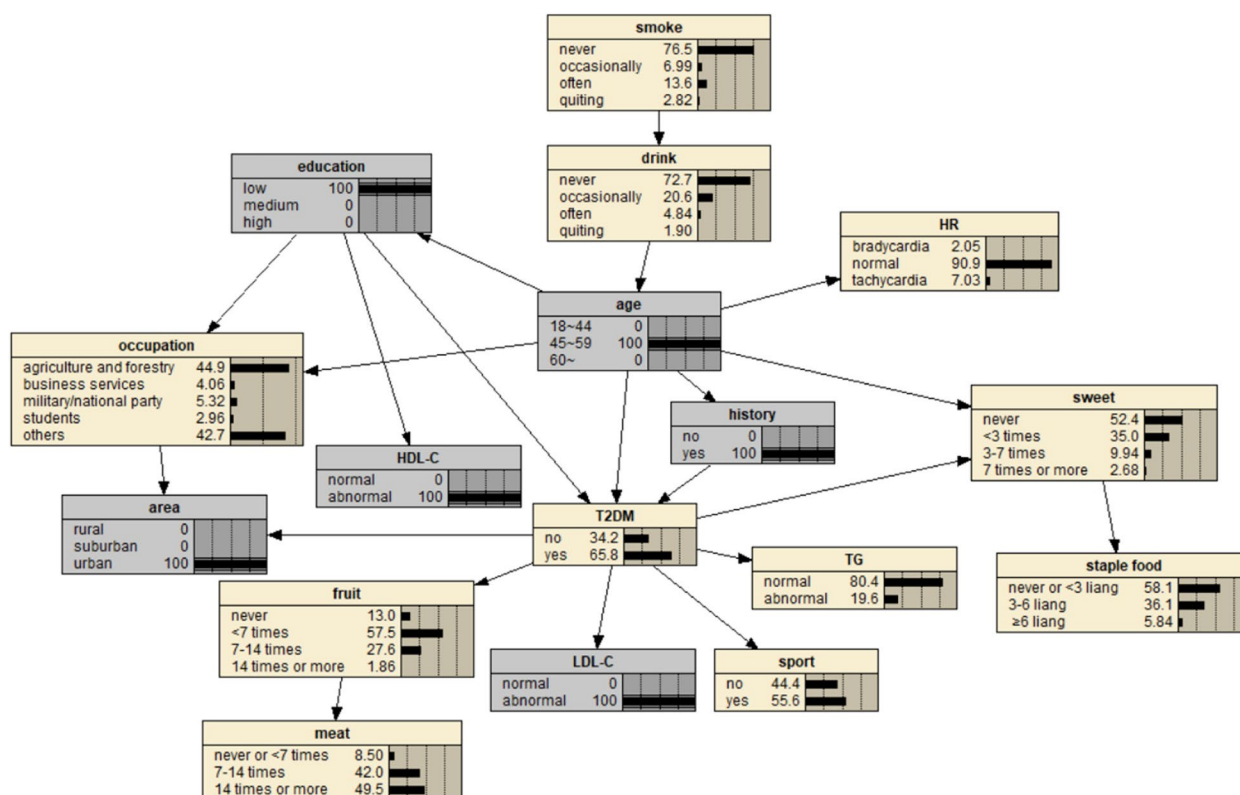 smoke
never 76.5
occasionally 6.99
often 13.6
quiting 2.82
drink
never 72.7
occasionally 20.6
often 4.84
quiting 1.90
education
low 100
medium 0
high 0
HR
bradycardia 2.05
normal 90.9
tachycardia 7.03
age
18~44 0
45~59 100
60~ 0
occupation
agriculture and forestry 44.9
business services 4.06
military/national party 5.32
students 2.96
others 42.7
history
no 0
yes 100
sweet
never 52.4
<3 times 35.0
3-7 times 9.94
7 times or more 2.68
HDL-C
normal 0
abnormal 100
area
rural 0
suburban 0
urban 100
T2DM
no 34.2
yes 65.8
TG
normal 80.4
abnormal 19.6
staple food
never or <3 liang 58.1
3-6 liang 36.1
≥6 liang 5.84
fruit
never 13.0
<7 times 57.5
7-14 times 27.6
14 times or more 1.86
LDL-C
normal 0
abnormal 100
sport
no 44.4
yes 55.6
meat
never or <7 times 8.50
7-14 times 42.0
14 times or more 49.5